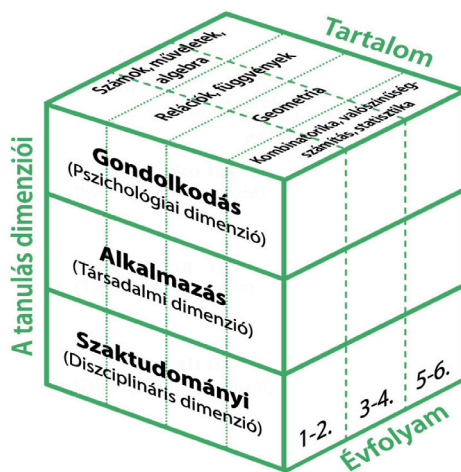 Tartalom
Számok, műveletek,
algebra
Relációk, függvények
Geometria
Kombinatorika, valószínűség-
számítás, statisztika
A tanulás dimenziói
Gondolkodás
(Pszichológiai dimenzió)
Alkalmazás
(Társadalmi dimenzió)
Szaktudományi
(Diszciplináris dimenzió)
1-2.
3-4.
5-6.
Évfolyam